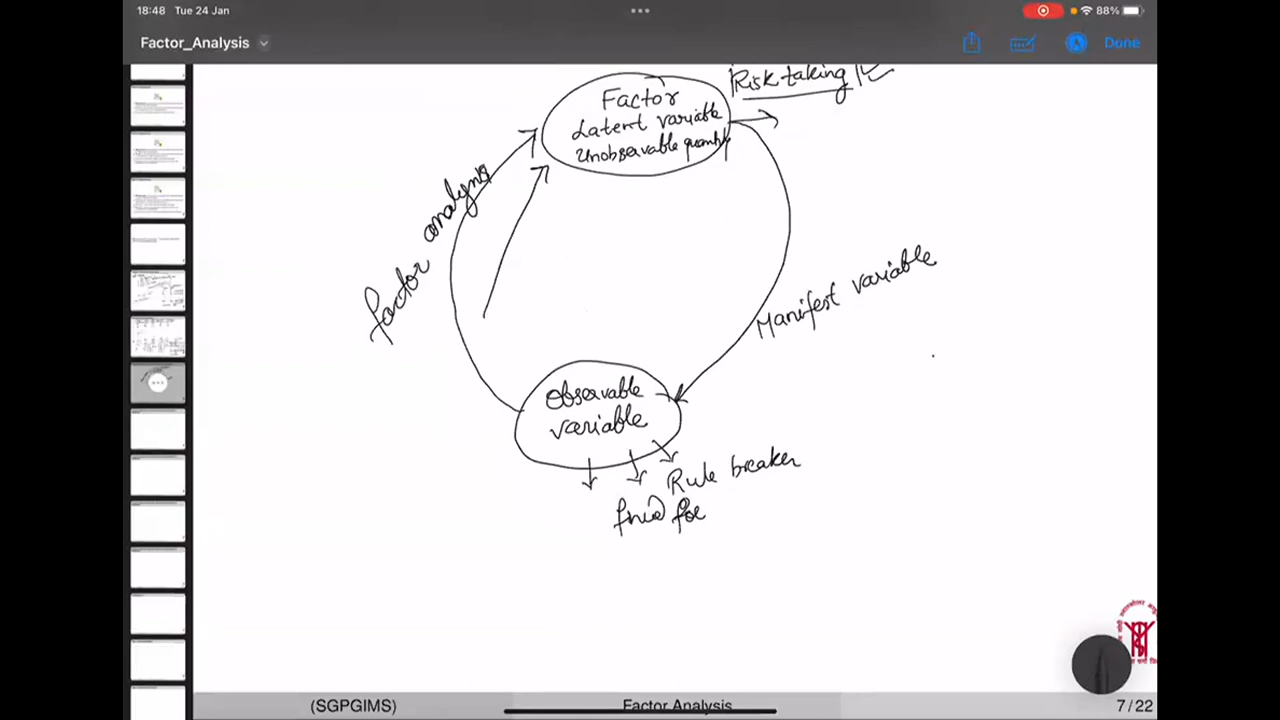 18:48 Tue 24 Jan
88%
Factor_Analysis
Done
Risk taking
Factor
Latent variable
Unobservable quantity
Factor analysis
Manifest variable
Observable
variable
Rule breaker
(SGPGIMS)
Factor Analysis
7/22